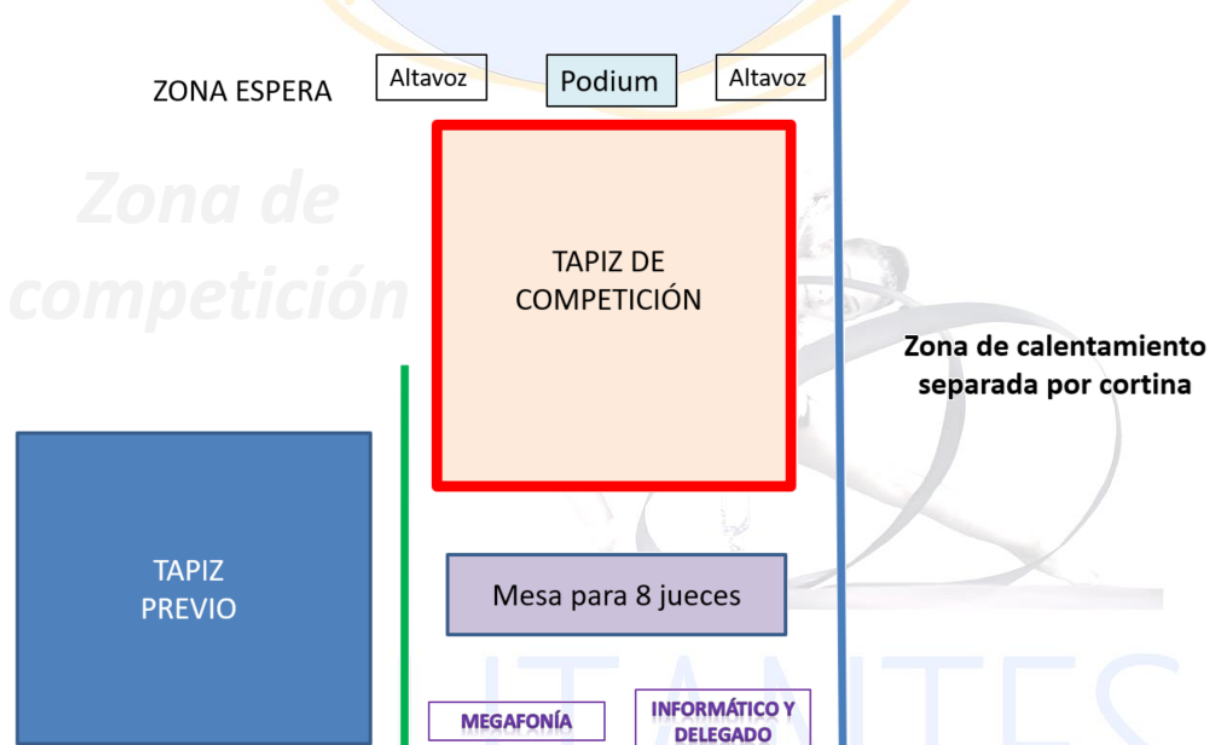 ZONA ESPERA
Altavoz
Podium
Altavoz
Zona de
competición
TAPIZ DE
COMPETICIÓN
Zona de calentamiento
separada por cortina
TAPIZ
PREVIO
Mesa para 8 jueces
MEGAFONÍA
INFORMÁTICO Y
DELEGADO